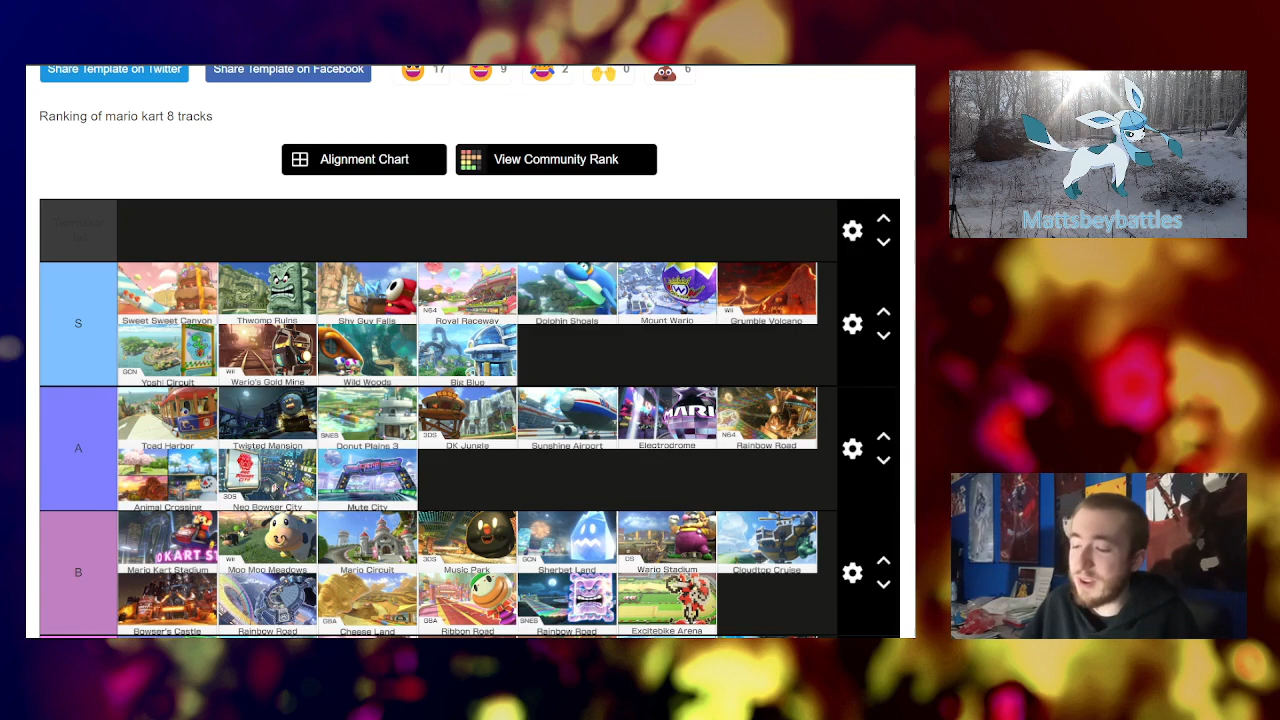 Share Template on Twitter
Share Template on Facebook
17
9
2
0
6
Ranking of mario kart 8 tracks
Alignment Chart
View Community Rank
S
Sweet Sweet Canyon
Thwomp Ruins
Shy Guy Falls
N64
Royal Raceway
Dolphin Shoals
Mount Wario
Wii
Grumble Volcano
GCN
Yoshi Circuit
Wii
Wario's Gold Mine
Wild Woods
Big Blue
A
Toad Harbor
Twisted Mansion
SNES
Donut Plains 3
3DS
DK Jungle
Sunshine Airport
MARI
Electrodrome
N64
Rainbow Road
Animal Crossing
3DS
Neo Bowser City
Mute City
B
OKART ST
Mario Kart Stadium
Wii
Moo Moo Meadows
Mario Circuit
3DS
Music Park
GCN
Sherbet Land
DS
Wario Stadium
Cloudtop Cruise
Bowser's Castle
Rainbow Road
GBA
Cheese Land
GBA
Ribbon Road
SNES
Rainbow Road
Excitebike Arena
Mattsbeybattles